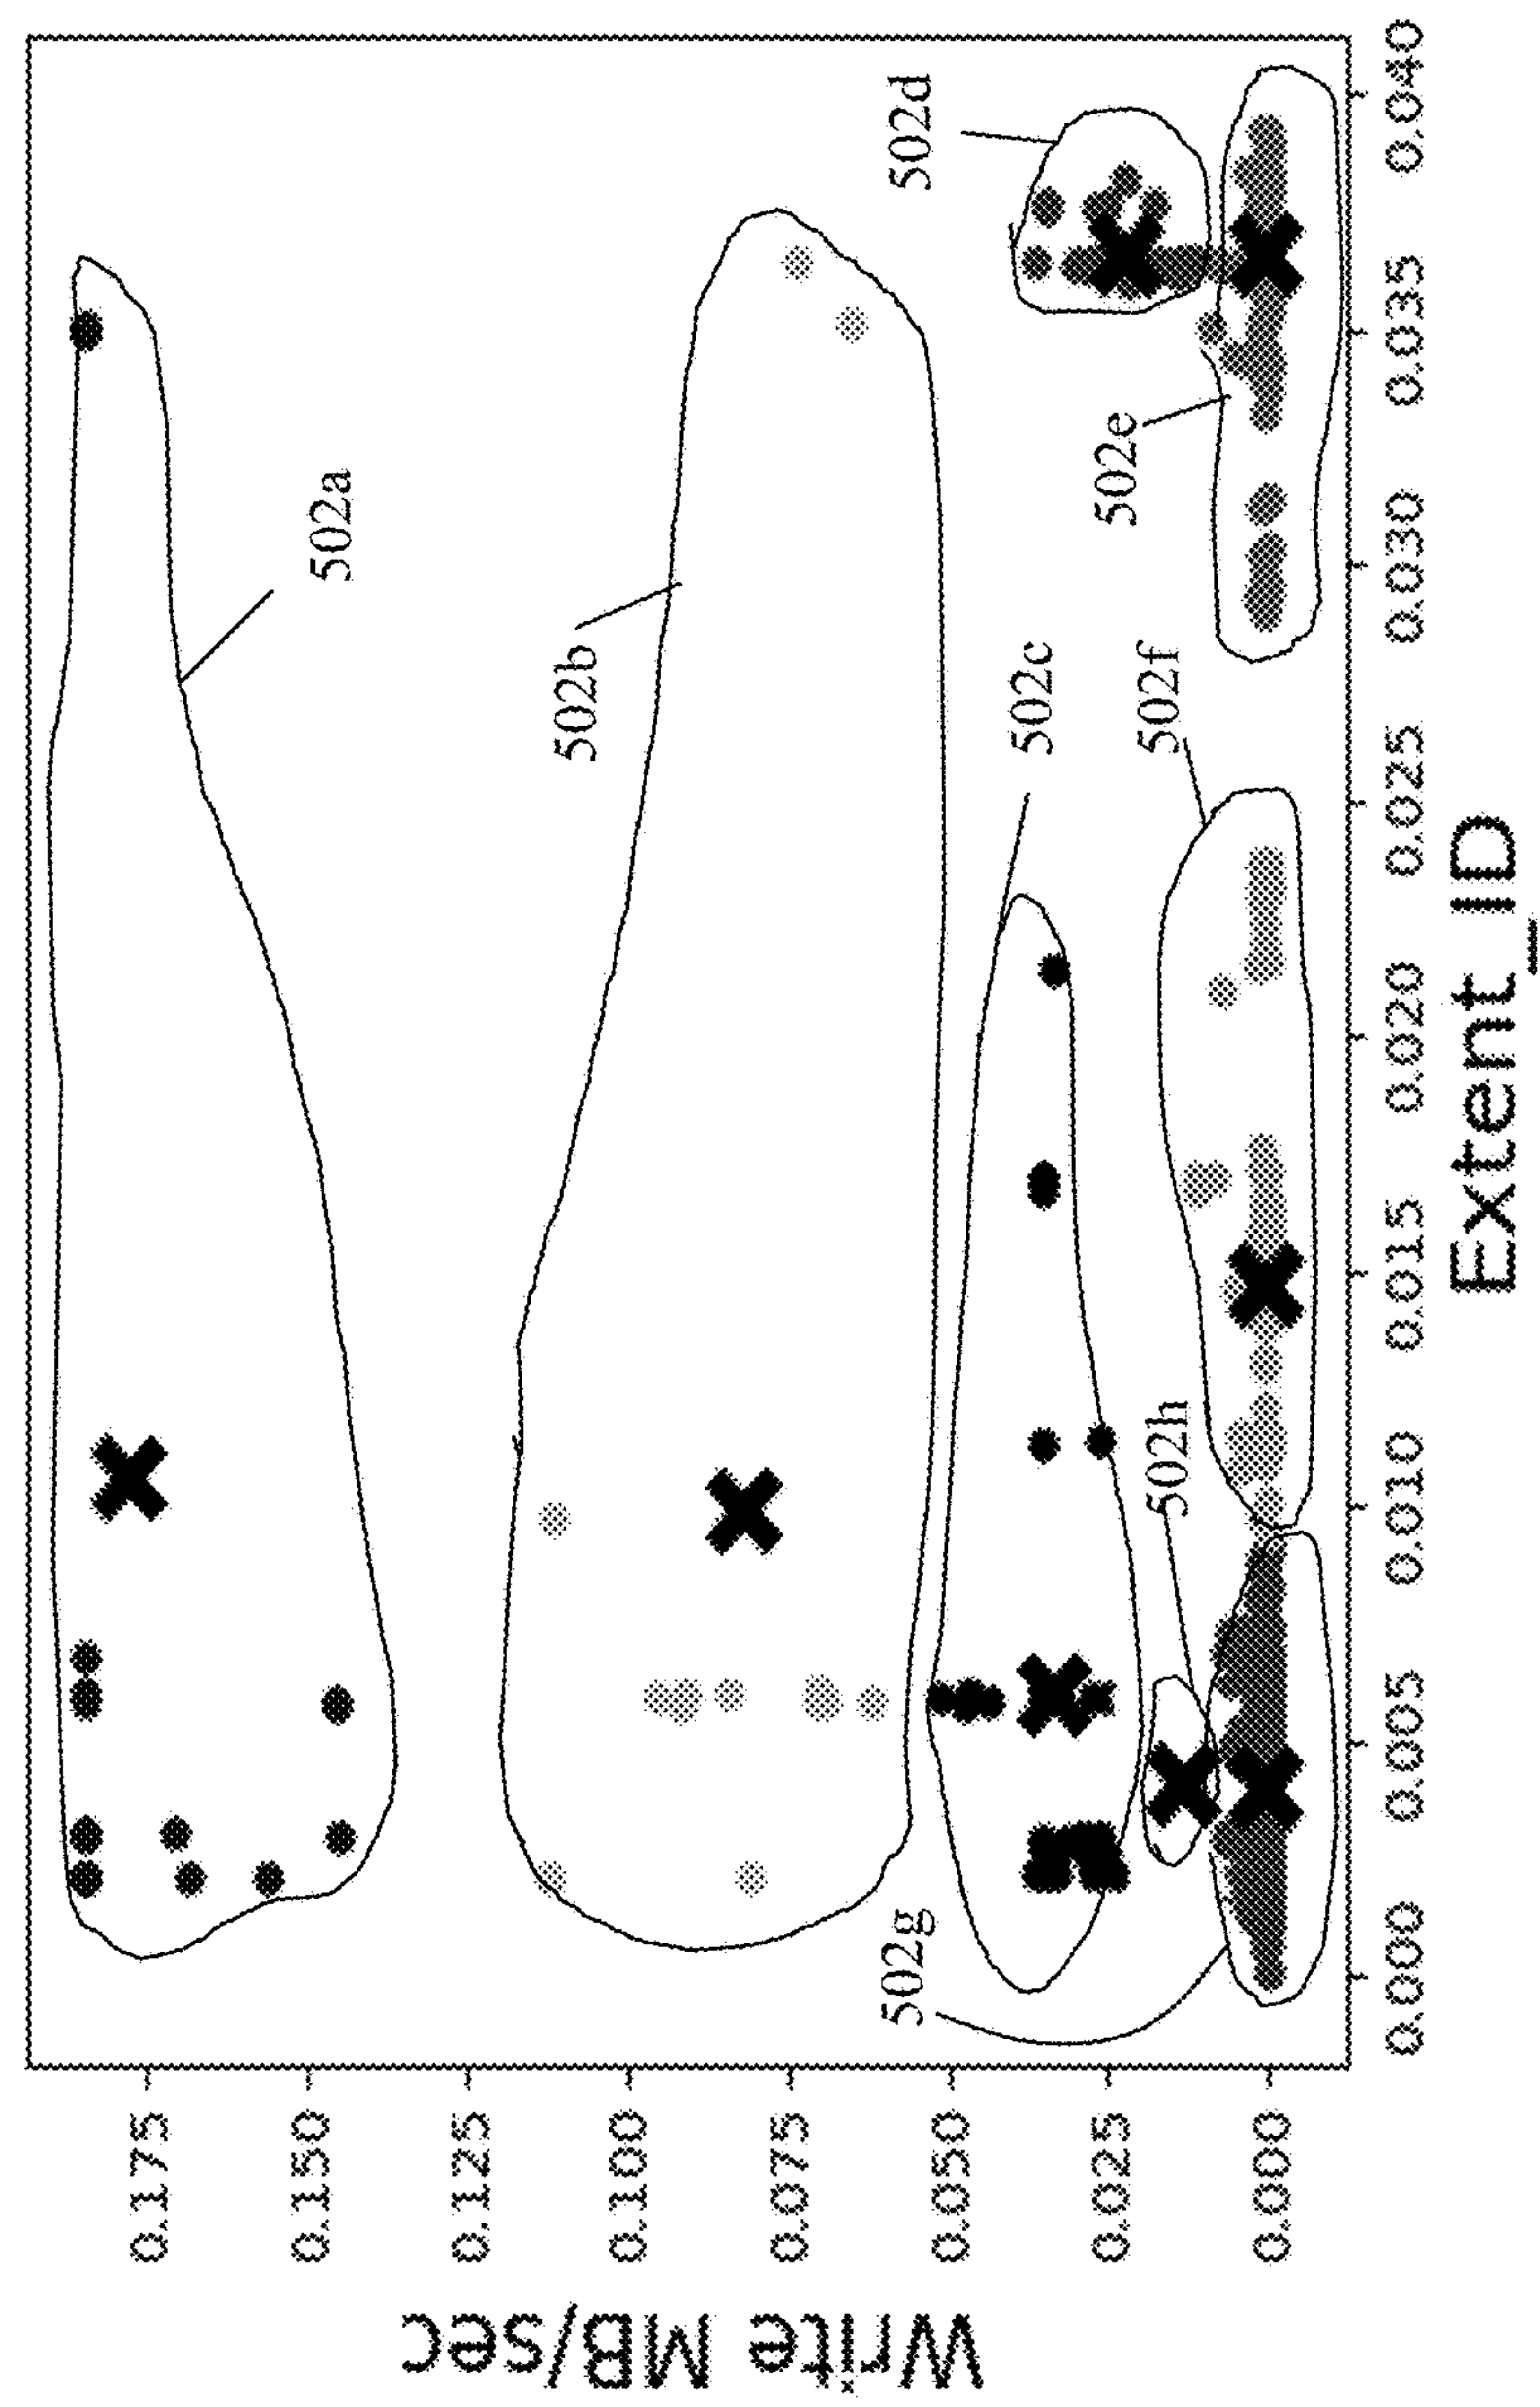 Write MB/sec
0.175
0.150
0.125
0.100
0.075
0.050
0.025
0.000
502a
502b
502c
502d
502e
502f
502g
502h
0.000
0.005
0.010
0.015
0.020
0.025
0.030
0.035
0.040
Extent_ID